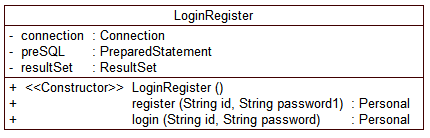 LoginRegister
- connection : Connection
- preSQL : PreparedStatement
- resultSet : ResultSet
+ <<Constructor>> LoginRegister ()
+ register (String id, String password1) : Personal
+ login (String id, String password) : Personal